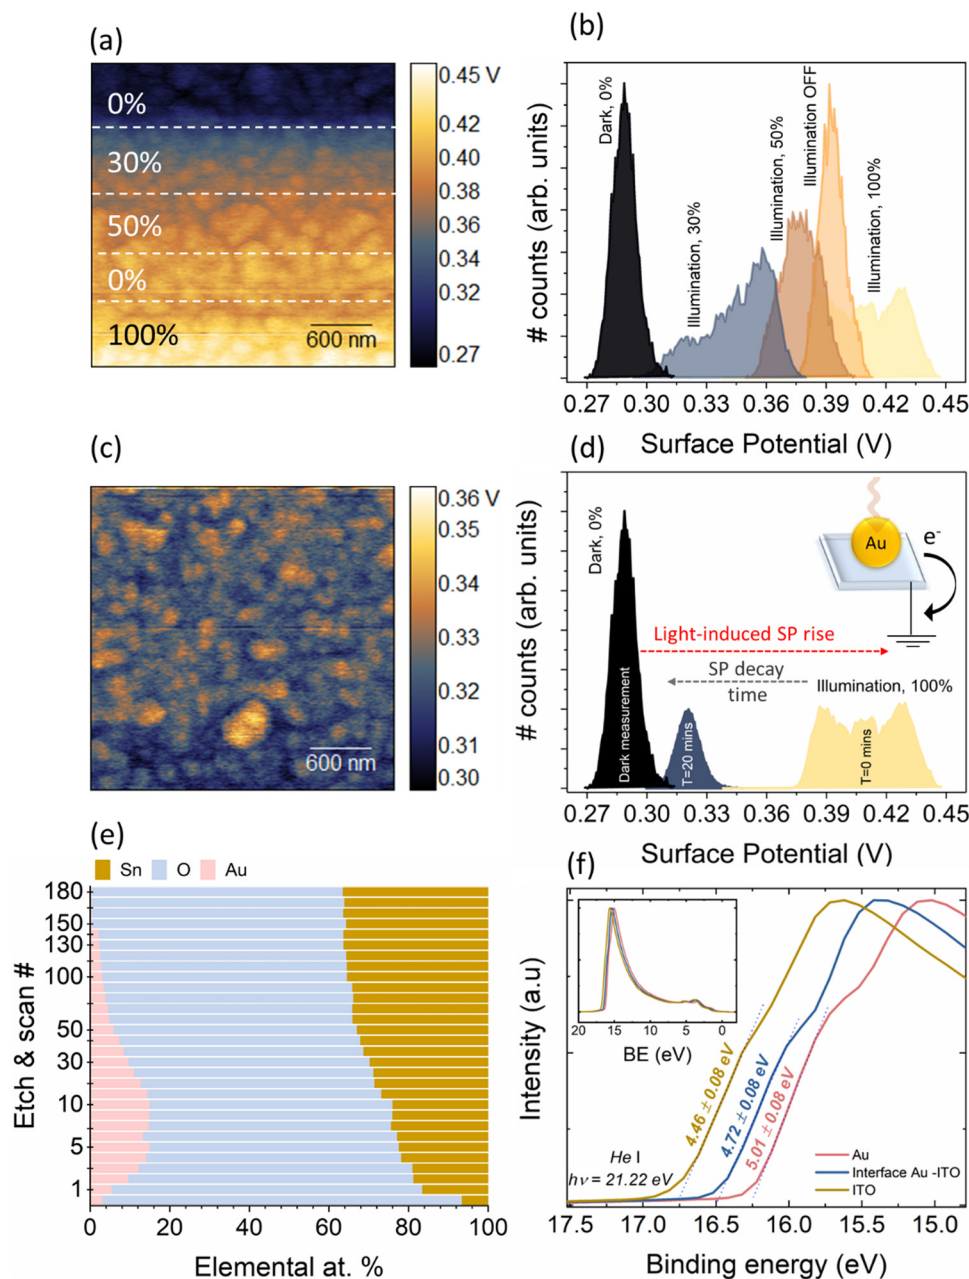 (a)
0%
30%
50%
0%
100%
600 nm
0.45 V
0.42
0.40
0.38
0.36
0.34
0.32
0.27
(b)
# counts (arb. units)
Dark, 0%
Illumination, 30%
Illumination, 50%
Illumination OFF
Illumination, 100%
0.27 0.30 0.33 0.36 0.39 0.42 0.45
Surface Potential (V)
(c)
600 nm
0.36 V
0.35
0.34
0.33
0.32
0.31
0.30
(d)
# counts (arb. units)
Dark, 0%
Au
e-
Light-induced SP rise
SP decay
time
Illumination, 100%
Dark measurement
T=20 mins
T=0 mins
0.27 0.30 0.33 0.36 0.39 0.42 0.45
Surface Potential (V)
(e)
Sn O Au
Etch & scan #
180
150
130
100
50
30
10
5
1
0 20 40 60 80 100
Elemental at. %
(f)
Intensity (a.u)
20 15 10 5 0
BE (eV)
4.46 ± 0.08 eV
4.72 ± 0.08 eV
5.01 ± 0.08 eV
He I
hν = 21.22 eV
Au
Interface Au -ITO
ITO
17.5 17.0 16.5 16.0 15.5 15.0
Binding energy (eV)